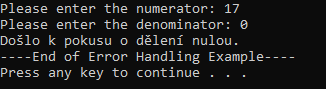 Please enter the numerator: 17
Please enter the denominator: 0
Došlo k pokusu o dělení nulou.
----End of Error Handling Example----
Press any key to continue . . .